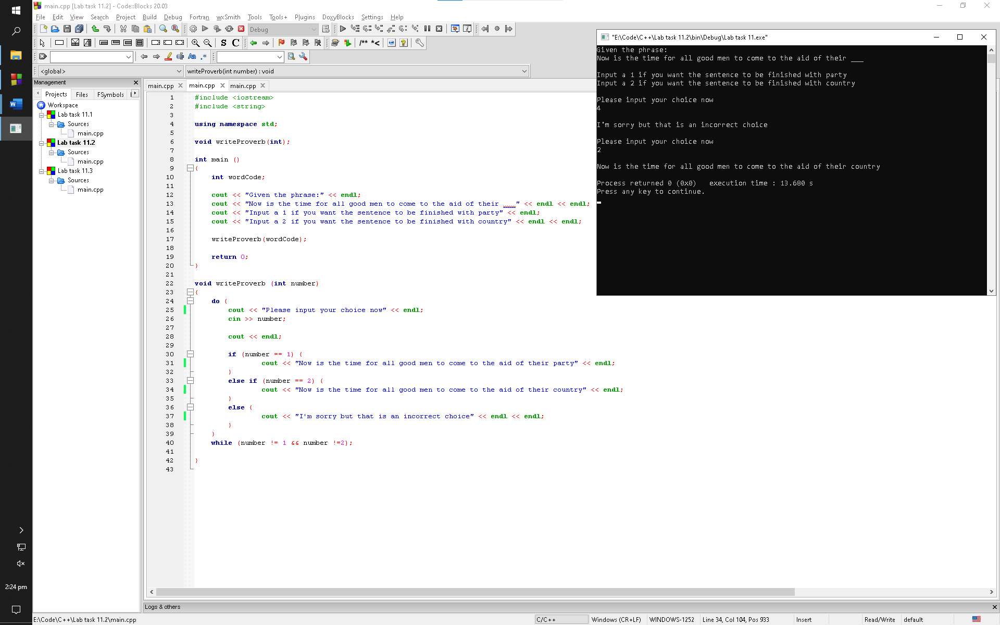 main.cpp [Lab task 11.2] - Code::Blocks 20.03
File Edit View Search Project Build Debug Fortran wxSmith Tools Tools+ Plugins DoxyBlocks Settings Help
Debug
S C /** *<
Aa .*
<global> writeProverb(int number) : void
Management
Projects Files FSymbols
Workspace
Lab task 11.1
Sources
main.cpp
Lab task 11.2
Sources
main.cpp
Lab task 11.3
Sources
main.cpp
main.cpp main.cpp main.cpp
1 #include <iostream>
2 #include <string>
3
4 using namespace std;
5
6 void writeProverb(int);
7
8 int main ()
9 {
10 int wordCode;
11
12 cout << "Given the phrase:" << endl;
13 cout << "Now is the time for all good men to come to the aid of their ___" << endl << endl;
14 cout << "Input a 1 if you want the sentence to be finished with party" << endl;
15 cout << "Input a 2 if you want the sentence to be finished with country" << endl << endl;
16
17 writeProverb(wordCode);
18
19 return 0;
20 }
21
22 void writeProverb (int number)
23 {
24 do {
25 cout << "Please input your choice now" << endl;
26 cin >> number;
27
28 cout << endl;
29
30 if (number == 1) {
31 cout << "Now is the time for all good men to come to the aid of their party" << endl;
32 }
33 else if (number == 2) {
34 cout << "Now is the time for all good men to come to the aid of their country" << endl;
35 }
36 else {
37 cout << "I'm sorry but that is an incorrect choice" << endl << endl;
38 }
39 }
40 while (number != 1 && number !=2);
41
42 }
43
"E:\Code\C++\Lab task 11.2\bin\Debug\Lab task 11.exe"
Given the phrase:
Now is the time for all good men to come to the aid of their ___
Input a 1 if you want the sentence to be finished with party
Input a 2 if you want the sentence to be finished with country
Please input your choice now
4
I'm sorry but that is an incorrect choice
Please input your choice now
2
Now is the time for all good men to come to the aid of their country
Process returned 0 (0x0) execution time : 13.680 s
Press any key to continue.
2:24 pm
Logs & others
E:\Code\C++\Lab task 11.2\main.cpp C/C++ Windows (CR+LF) WINDOWS-1252 Line 34, Col 104, Pos 933 Insert Read/Write default